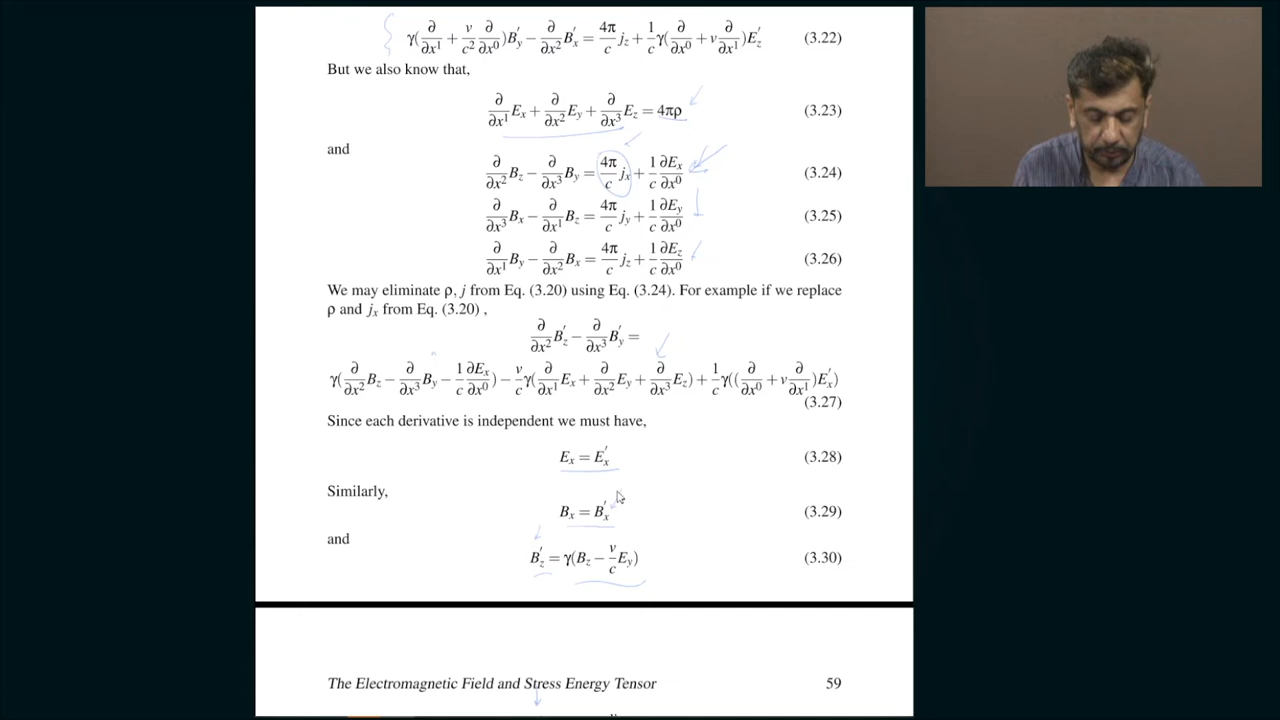 γ(∂/∂x¹ + v/c² ∂/∂x⁰)B′_y − ∂/∂x² B′_x = 4π/c j_z + 1/c γ(∂/∂x⁰ + v ∂/∂x¹)E′_z (3.22)
But we also know that,
∂/∂x¹ E_x + ∂/∂x² E_y + ∂/∂x³ E_z = 4πρ (3.23)
and
∂/∂x² B_z − ∂/∂x³ B_y = 4π/c j_x + 1/c ∂E_x/∂x⁰ (3.24)
∂/∂x³ B_x − ∂/∂x¹ B_z = 4π/c j_y + 1/c ∂E_y/∂x⁰ (3.25)
∂/∂x¹ B_y − ∂/∂x² B_x = 4π/c j_z + 1/c ∂E_z/∂x⁰ (3.26)
We may eliminate ρ, j from Eq. (3.20) using Eq. (3.24). For example if we replace
ρ and j_x from Eq. (3.20) ,
∂/∂x² B′_z − ∂/∂x³ B′_y =
γ(∂/∂x² B_z − ∂/∂x³ B_y − 1/c ∂E_x/∂x⁰) − v/c γ(∂/∂x¹ E_x + ∂/∂x² E_y + ∂/∂x³ E_z) + 1/c γ((∂/∂x⁰ + v ∂/∂x¹)E′_x)
(3.27)
Since each derivative is independent we must have,
E_x = E′_x (3.28)
Similarly,
B_x = B′_x (3.29)
and
B′_z = γ(B_z − v/c E_y) (3.30)
The Electromagnetic Field and Stress Energy Tensor 59